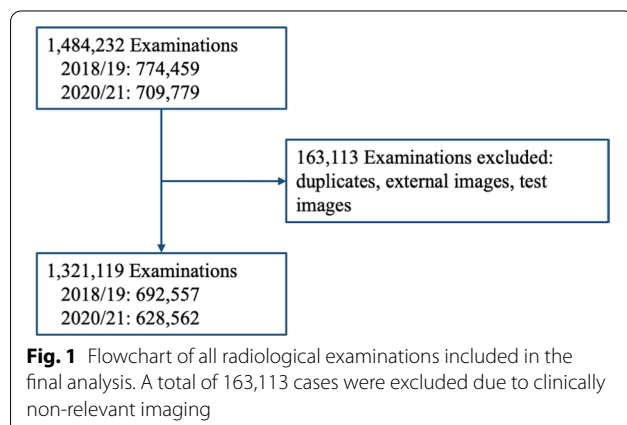 1,484,232 Examinations
2018/19: 774,459
2020/21: 709,779
163,113 Examinations excluded:
duplicates, external images, test
images
1,321,119 Examinations
2018/19: 692,557
2020/21: 628,562
Fig. 1 Flowchart of all radiological examinations included in the
final analysis. A total of 163,113 cases were excluded due to clinically
non-relevant imaging